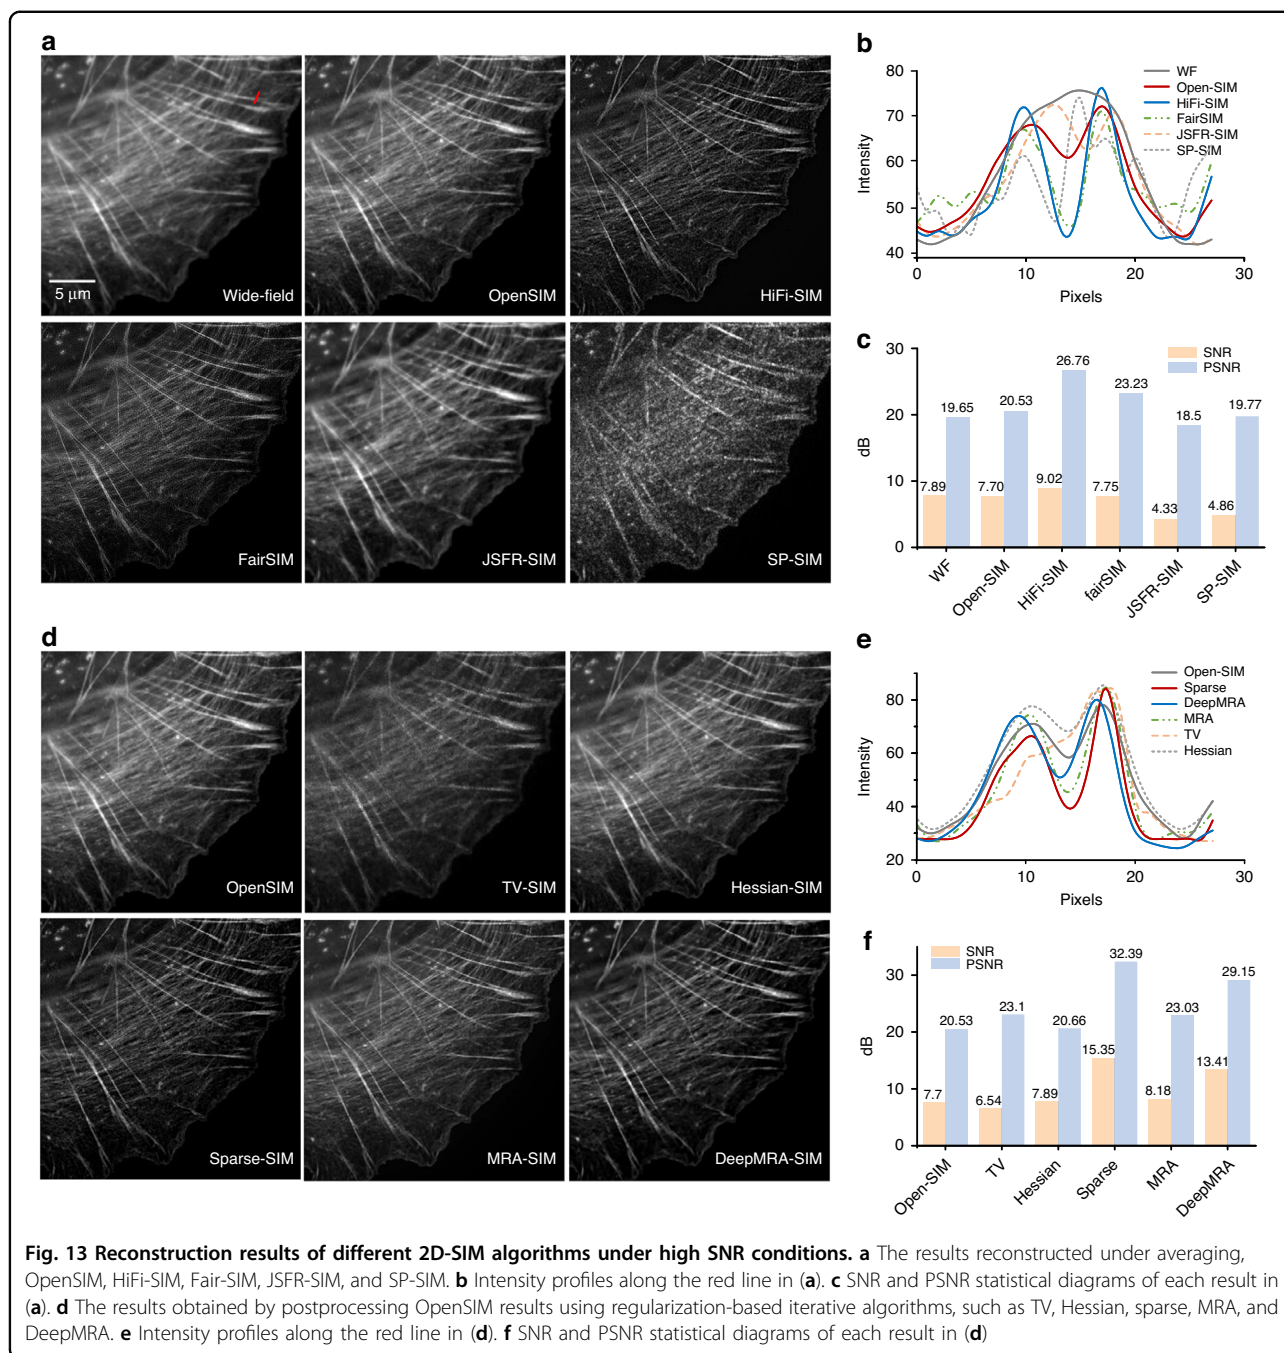 a
Wide-field
5 μm
OpenSIM
HiFi-SIM
FairSIM
JSFR-SIM
SP-SIM
b
80
70
60
50
40
Intensity
0
10
20
30
Pixels
WF
Open-SIM
HiFi-SIM
FairSIM
JSFR-SIM
SP-SIM
c
30
20
10
0
dB
SNR
PSNR
7.89
19.65
7.70
20.53
9.02
26.76
7.75
23.23
4.33
18.5
4.86
19.77
WF
Open-SIM
HiFi-SIM
fairSIM
JSFR-SIM
SP-SIM
d
OpenSIM
TV-SIM
Hessian-SIM
Sparse-SIM
MRA-SIM
DeepMRA-SIM
e
80
60
40
20
Intensity
0
10
20
30
Pixels
Open-SIM
Sparse
DeepMRA
MRA
TV
Hessian
f
30
20
10
0
dB
SNR
PSNR
7.7
20.53
6.54
23.1
7.89
20.66
15.35
32.39
8.18
23.03
13.41
29.15
Open-SIM
TV
Hessian
Sparse
MRA
DeepMRA
Fig. 13 Reconstruction results of different 2D-SIM algorithms under high SNR conditions. a The results reconstructed under averaging,
OpenSIM, HiFi-SIM, Fair-SIM, JSFR-SIM, and SP-SIM. b Intensity profiles along the red line in (a). c SNR and PSNR statistical diagrams of each result in
(a). d The results obtained by postprocessing OpenSIM results using regularization-based iterative algorithms, such as TV, Hessian, sparse, MRA, and
DeepMRA. e Intensity profiles along the red line in (d). f SNR and PSNR statistical diagrams of each result in (d)